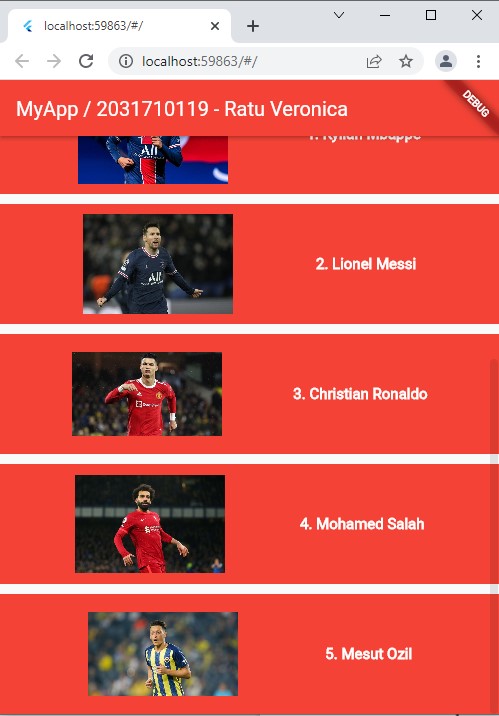 localhost:59863/#/
localhost:59863/#/
MyApp / 2031710119 - Ratu Veronica
DEBUG
1. Kylian Mbappe
2. Lionel Messi
3. Christian Ronaldo
4. Mohamed Salah
5. Mesut Ozil